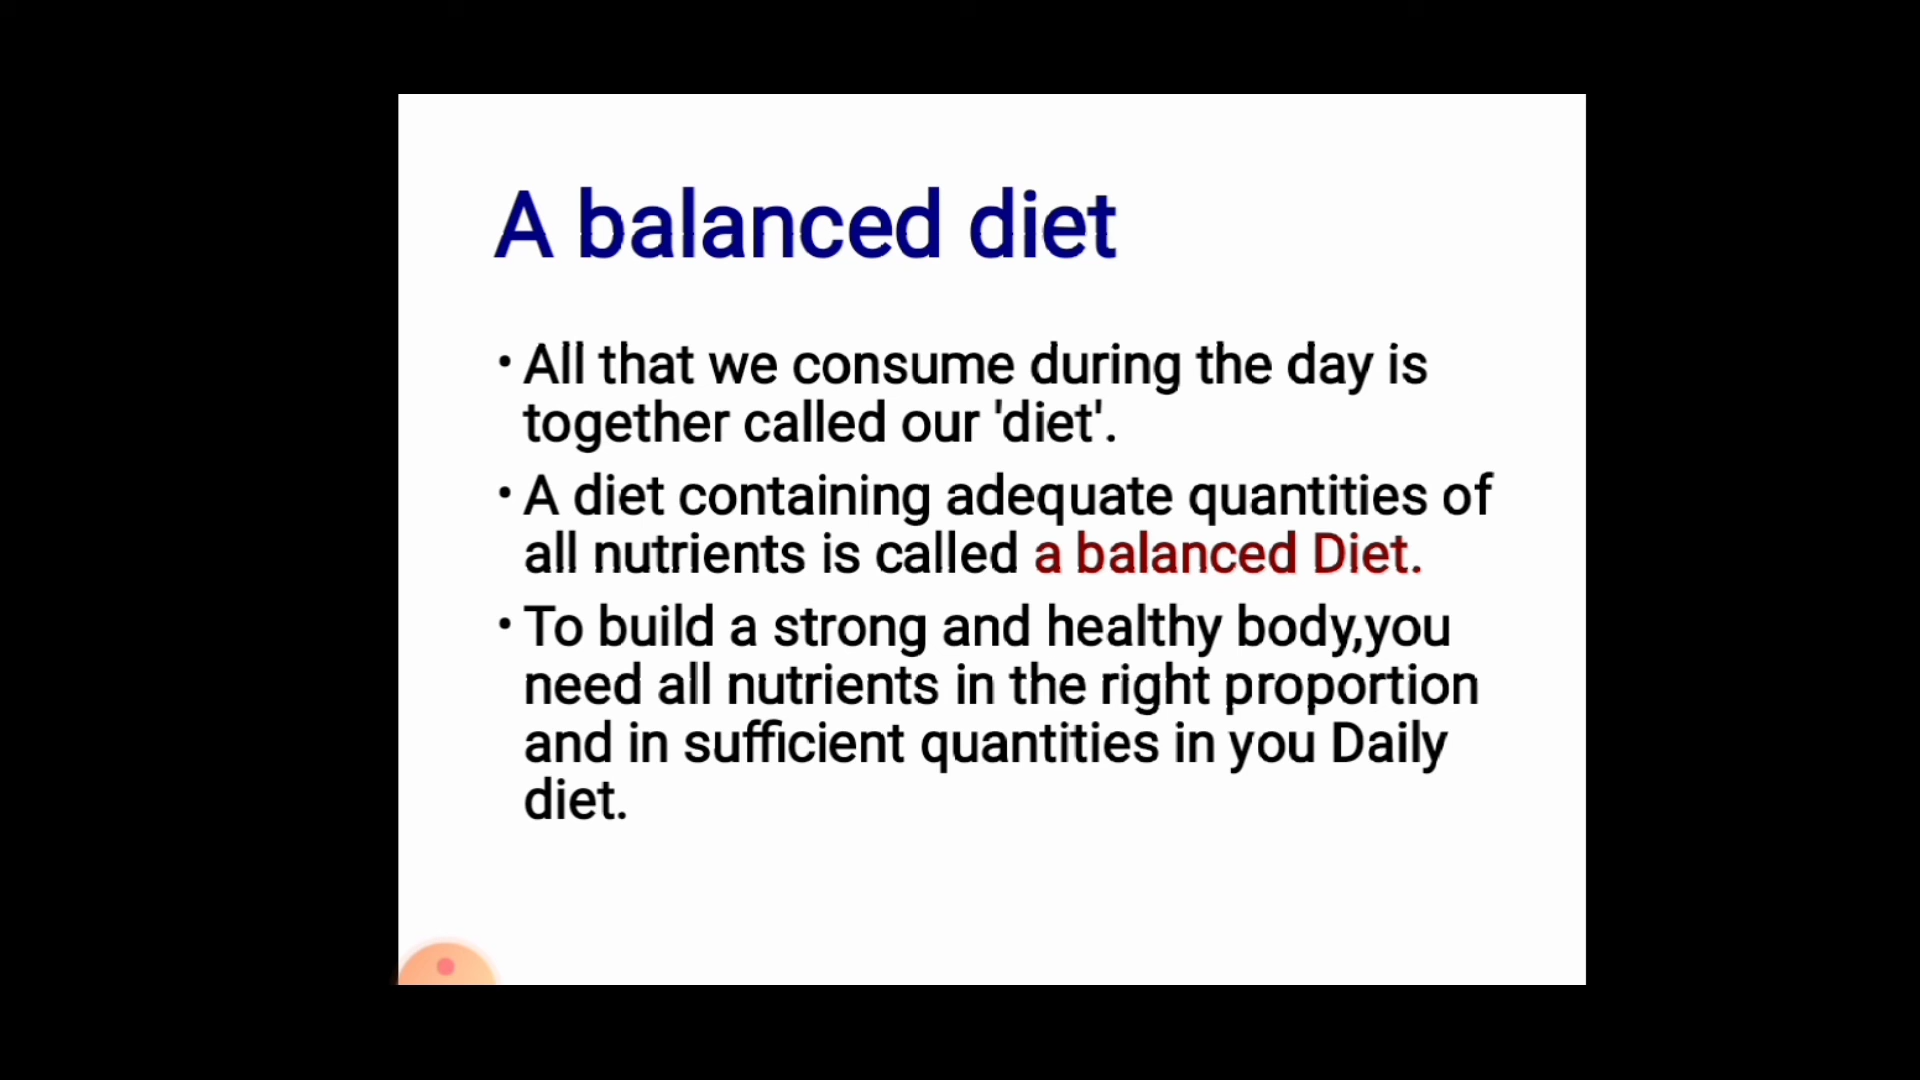 A balanced diet
• All that we consume during the day is
together called our 'diet'.
• A diet containing adequate quantities of
all nutrients is called a balanced Diet.
• To build a strong and healthy body,you
need all nutrients in the right proportion
and in sufficient quantities in you Daily
diet.